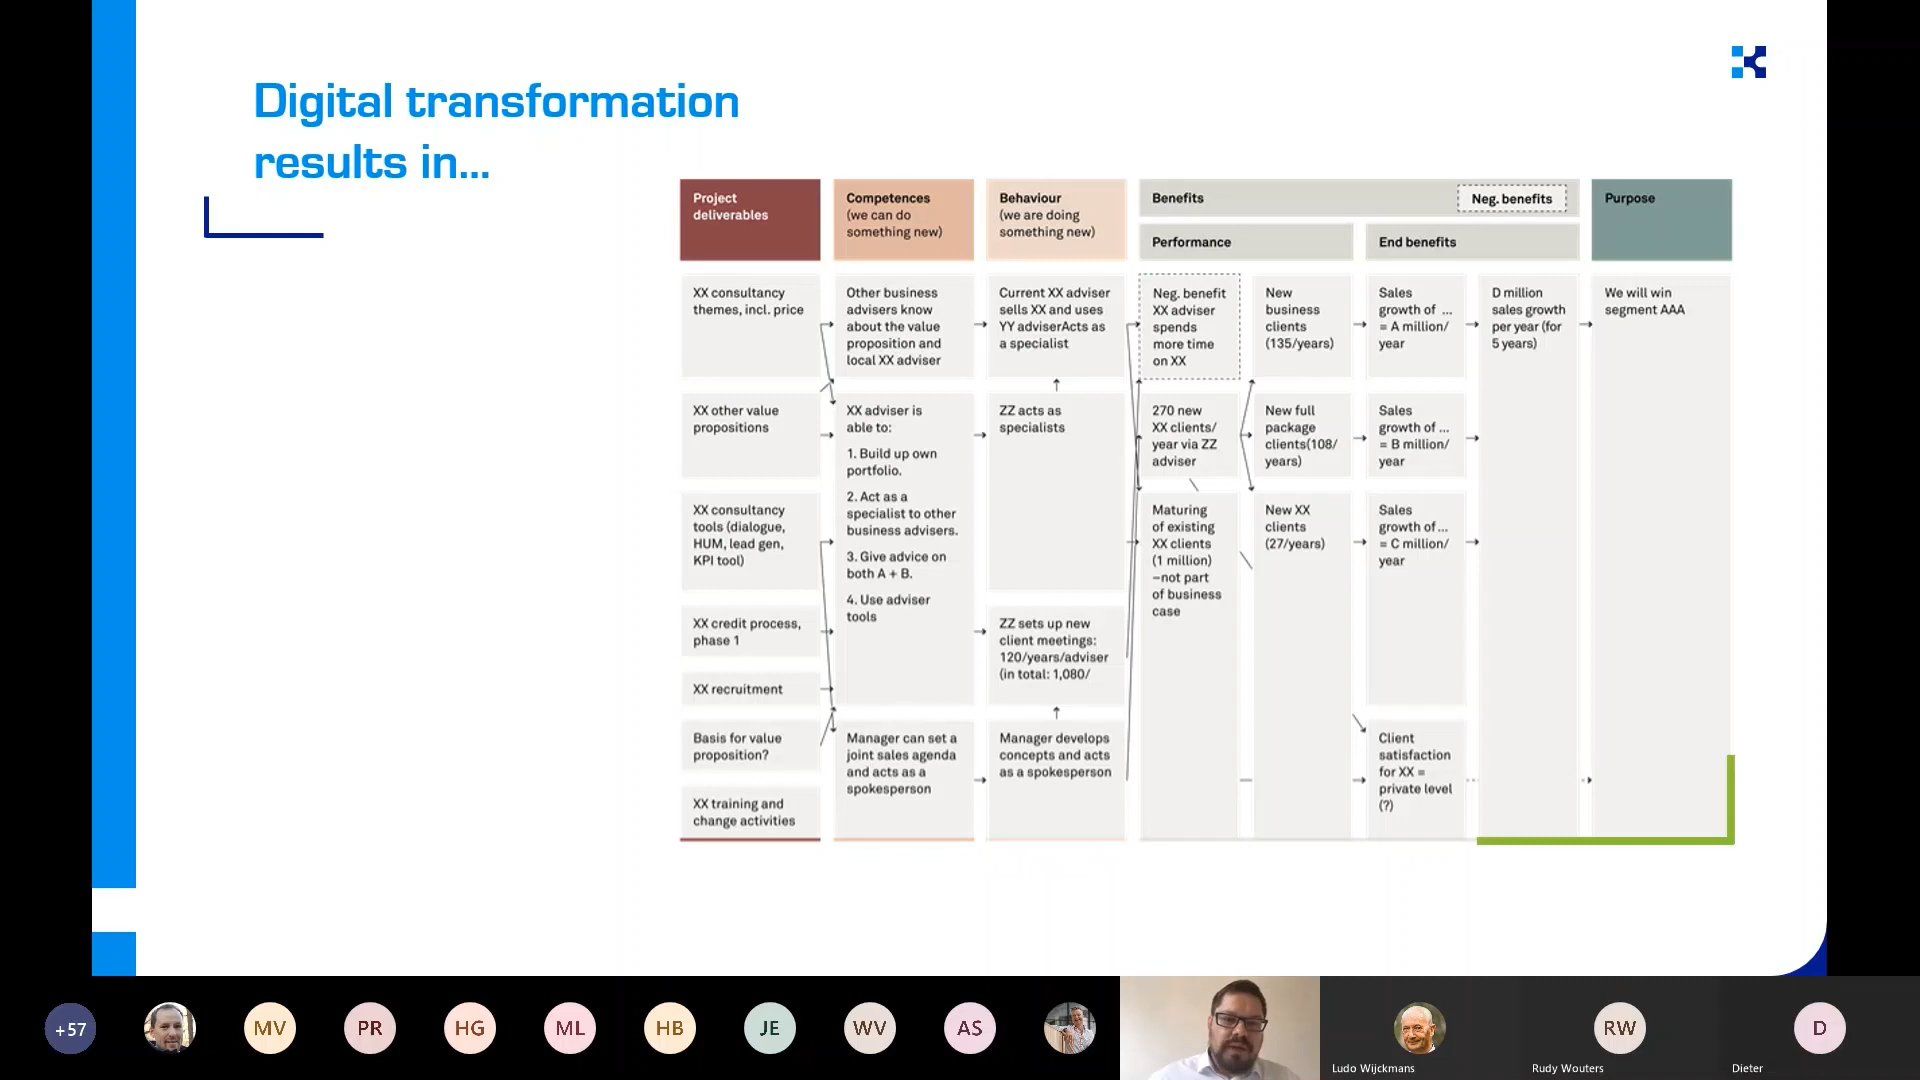 Digital transformation
results in...
Project
deliverables
Competences
(we can do
something new)
Behaviour
(we are doing
something new)
Benefits
Neg. benefits
Performance
End benefits
Purpose
XX consultancy
themes, incl. price
XX other value
propositions
XX consultancy
tools (dialogue,
HUM, lead gen,
KPI tool)
XX credit process,
phase 1
XX recruitment
Basis for value
proposition?
XX training and
change activities
Other business
advisers know
about the value
proposition and
local XX adviser
XX adviser is
able to:
1. Build up own
portfolio.
2. Act as a
specialist to other
business advisers.
3. Give advice on
both A + B.
4. Use adviser
tools
Manager can set a
joint sales agenda
and acts as a
spokesperson
Current XX adviser
sells XX and uses
YY adviserActs as
a specialist
ZZ acts as
specialists
ZZ sets up new
client meetings:
120/years/adviser
(in total: 1,080/
Manager develops
concepts and acts
as a spokesperson
Neg. benefit
XX adviser
spends
more time
on XX
270 new
XX clients/
year via ZZ
adviser
Maturing
of existing
XX clients
(1 million)
–not part
of business
case
New
business
clients
(135/years)
New full
package
clients(108/
years)
New XX
clients
(27/years)
Sales
growth of ...
= A million/
year
Sales
growth of ...
= B million/
year
Sales
growth of ...
= C million/
year
Client
satisfaction
for XX =
private level
(?)
D million
sales growth
per year (for
5 years)
We will win
segment AAA
+57
MV
PR
HG
ML
HB
JE
WV
AS
Ludo Wijckmans
RW
Rudy Wouters
D
Dieter